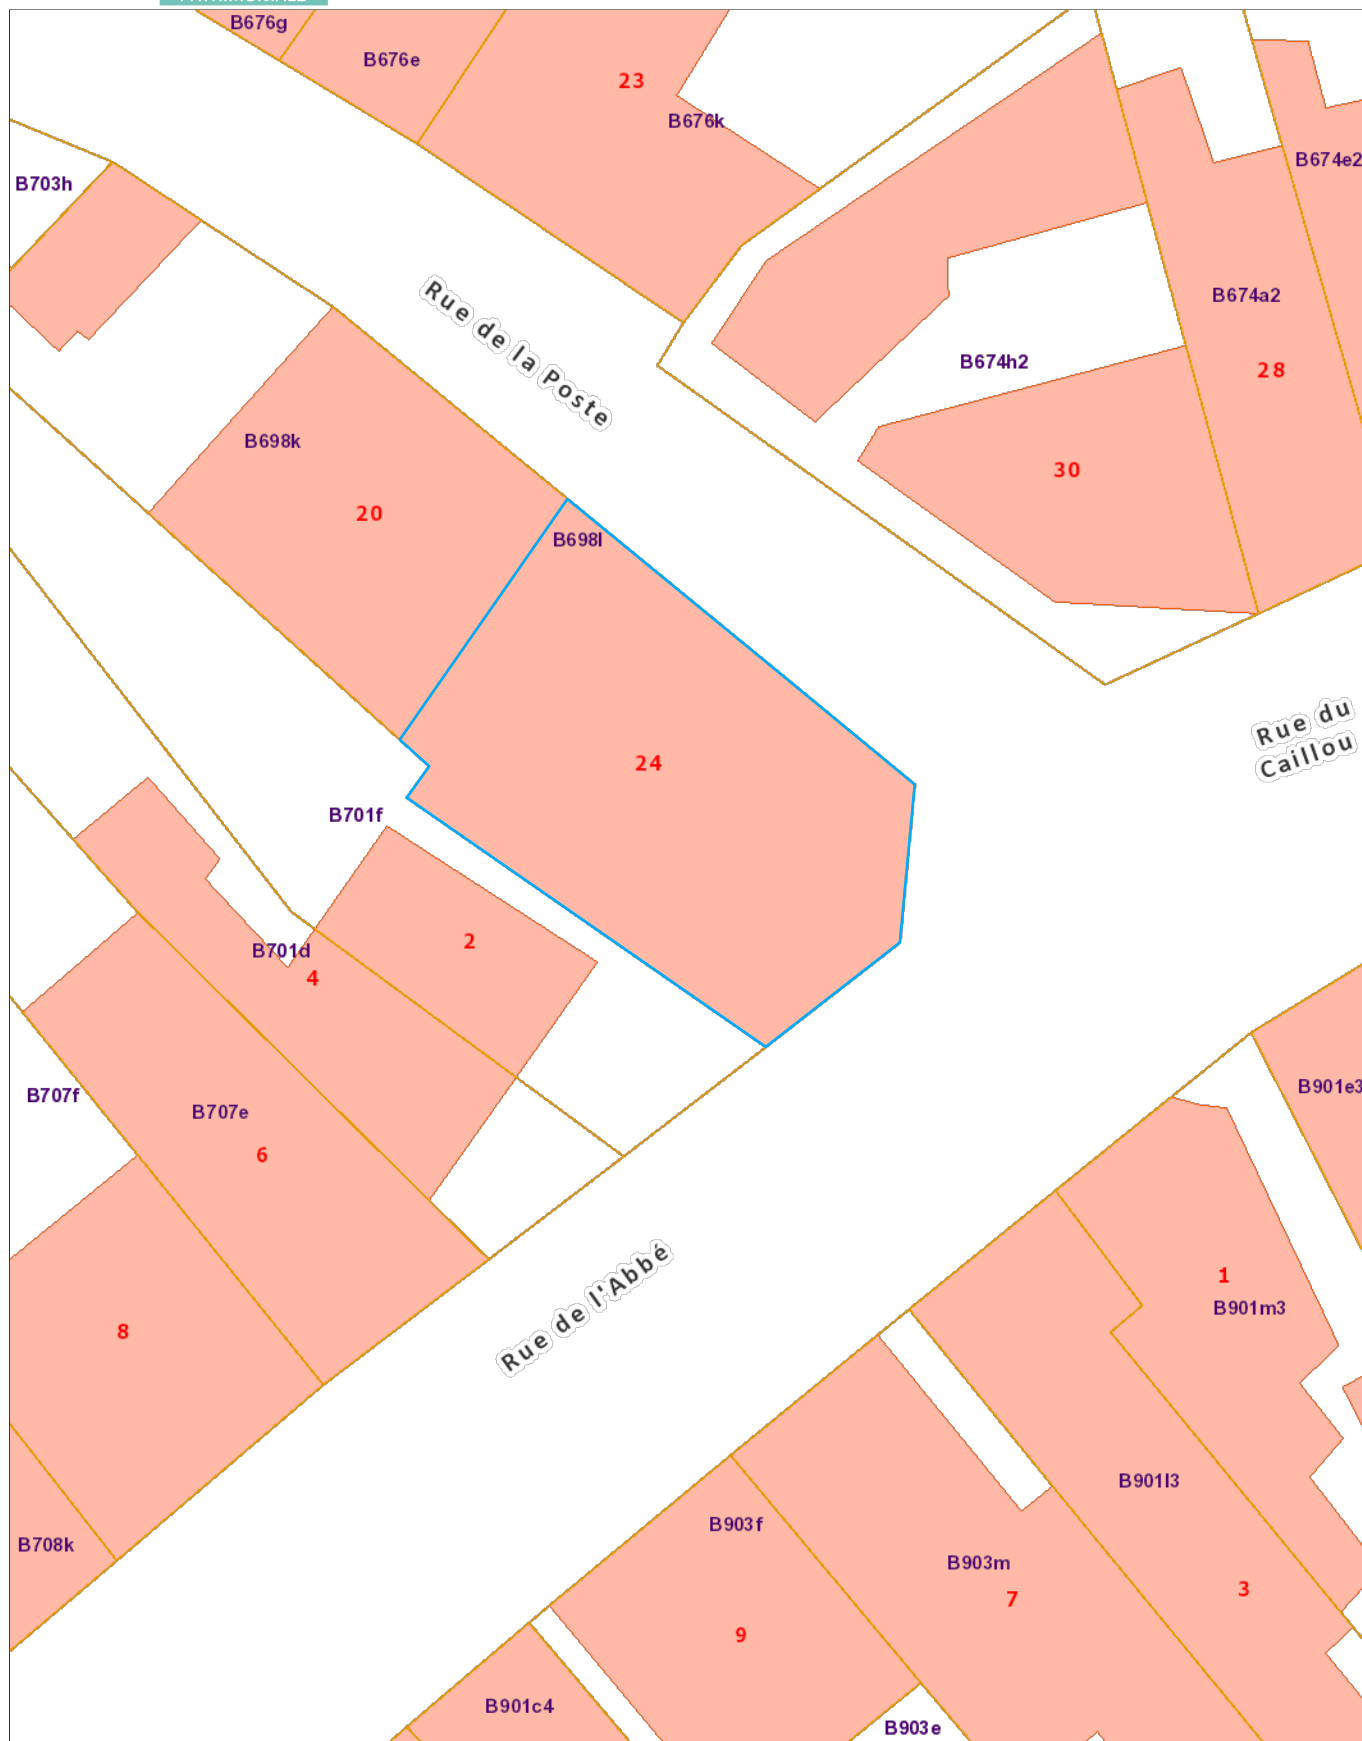 B676g
B676e
23
B676k
B674e2
B703h
B674a2
Rue de la Poste
B674h2
28
B698k
30
20
B698l
Rue du
Caillou
24
B701f
2
B701d
4
B707f
B901e3
B707e
6
1
Rue de l'Abbé
B901m3
8
B901l3
B903f
B708k
B903m
3
7
9
B901c4
B903e